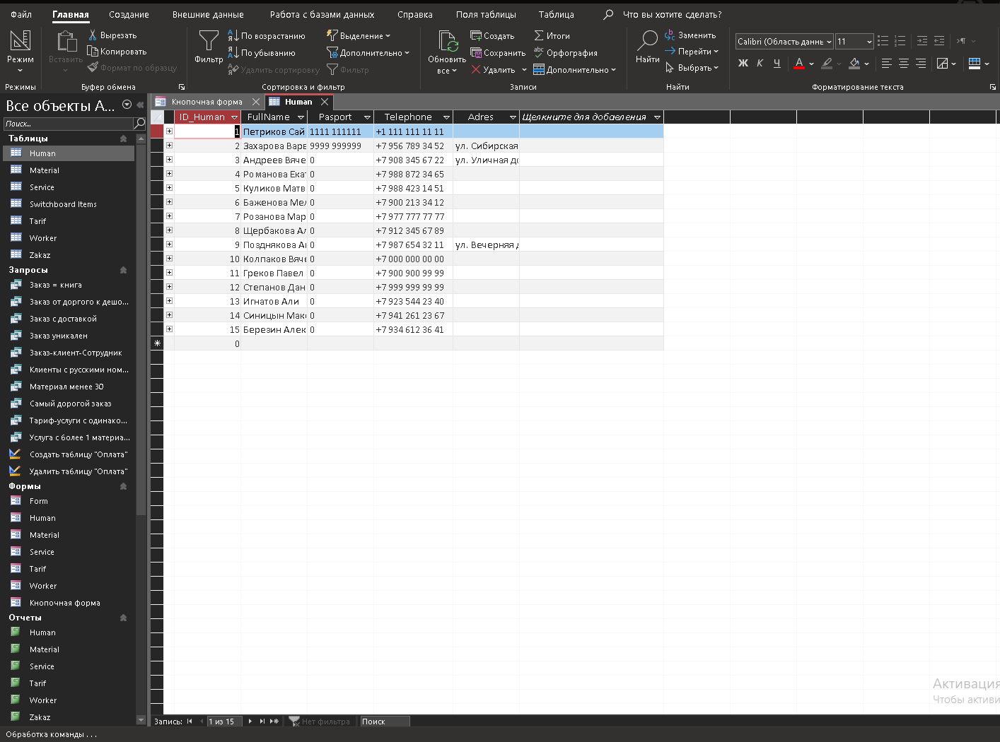 Файл Главная Создание Внешние данные Работа с базами данных Справка Поля таблицы Таблица Что вы хотите сделать?
Режим
Вставить
Вырезать
Копировать
Формат по образцу
Фильтр
По возрастанию
По убыванию
Удалить сортировку
Выделение
Дополнительно
Фильтр
Обновить все
Создать
Сохранить
Удалить
Итоги
Орфография
Дополнительно
Найти
Заменить
Перейти
Выбрать
Calibri (Область данн 11
Ж К Ч
Режимы Буфер обмена Сортировка и фильтр Записи Найти Форматирование текста
Все объекты A...
Поиск...
Таблицы
Human
Material
Service
Switchboard Items
Tarif
Worker
Zakaz
Запросы
Заказ = книга
Заказ от доргого к дешо...
Заказ с доставкой
Заказ уникален
Заказ-клиент-Сотрудник
Клиенты с русскими ном...
Материал менее 30
Самый дорогой заказ
Тариф-услуги с одинако...
Услуга с более 1 материа...
Создать таблицу "Оплата"
Удалить таблицу "Оплата"
Формы
Form
Human
Material
Service
Tarif
Worker
Кнопочная форма
Отчеты
Human
Material
Service
Tarif
Worker
Zakaz
Кнопочная форма Human
ID_Human FullName Pasport Telephone Adres Щелкните для добавления
1 Петриков Сай 1111 111111 +1 111 111 11 11
2 Захарова Варв 9999 999999 +7 956 789 34 52 ул. Сибирская
3 Андреев Вяче 0 +7 908 345 67 22 ул. Уличная до
4 Романова Екат 0 +7 988 872 34 65
5 Куликов Матв 0 +7 988 423 14 51
6 Баженова Мел 0 +7 900 213 34 12
7 Розанова Мар 0 +7 977 777 77 77
8 Щербакова Ал 0 +7 912 345 67 89
9 Позднякова Ан 0 +7 987 654 32 11 ул. Вечерняя д
10 Колпаков Вяче 0 +7 000 000 00 00
11 Греков Павел 0 +7 900 900 99 99
12 Степанов Дан 0 +7 999 999 99 99
13 Игнатов Али 0 +7 923 544 23 40
14 Синицын Макс 0 +7 941 261 23 67
15 Березин Алек 0 +7 934 612 36 41
0
Активация
Чтобы активи
Запись: 1 из 15 Нет фильтра Поиск
Обработка команды . . .